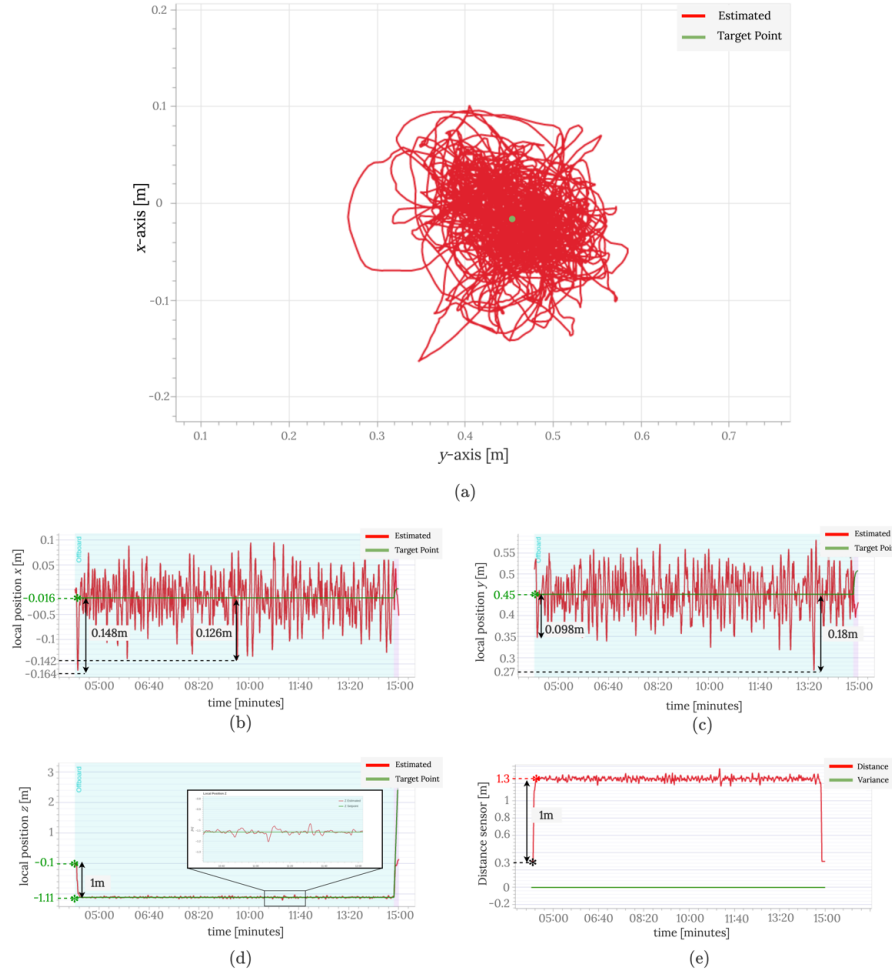 Estimated
Target Point
0.2
0.1
0
−0.1
−0.2
x-axis [m]
0.1
0.2
0.3
0.4
0.5
0.6
0.7
y-axis [m]
(a)
Offboard
Estimated
Target Point
local position x [m]
0.1
0.05
-0.016
-0.05
-0.1
-0.142
-0.164
0.148m
0.126m
05:00
06:40
08:20
10:00
11:40
13:20
15:00
time [minutes]
(b)
Offboard
Estimated
Target Poin
local position y [m]
0.55
0.5
0.45
0.4
0.35
0.3
0.27
0.098m
0.18m
05:00
06:40
08:20
10:00
11:40
13:20
15:00
time [minutes]
(c)
Offboard
Estimated
Target Point
local position z [m]
3
2
1
-0.1
-1.11
1m
Local Position Z
05:00
06:40
08:20
10:00
11:40
13:20
15:00
time [minutes]
(d)
Distance
Variance
Distance sensor [m]
1.3
1
0.8
0.6
0.4
0.3
0
-0.2
1m
05:00
06:40
08:20
10:00
11:40
13:20
15:00
time [minutes]
(e)